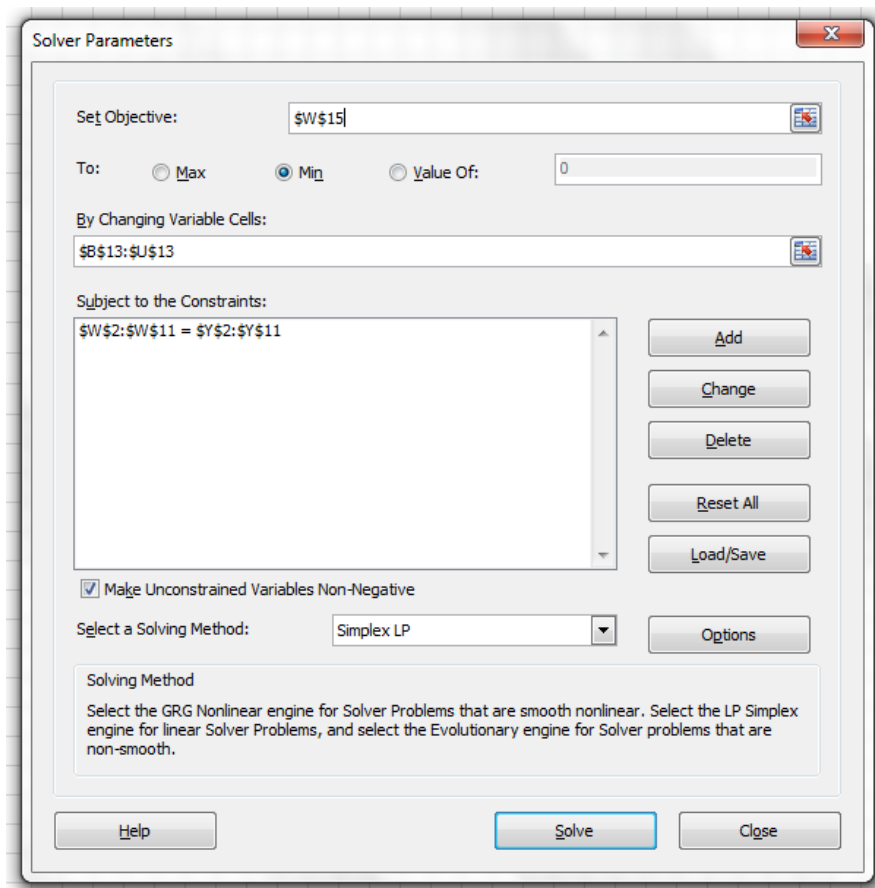 Solver Parameters
Set Objective: $W$15
To: Max Min Value Of: 0
By Changing Variable Cells:
$B$13:$U$13
Subject to the Constraints:
$W$2:$W$11 = $Y$2:$Y$11
Add
Change
Delete
Reset All
Load/Save
Make Unconstrained Variables Non-Negative
Select a Solving Method: Simplex LP Options
Solving Method
Select the GRG Nonlinear engine for Solver Problems that are smooth nonlinear. Select the LP Simplex
engine for linear Solver Problems, and select the Evolutionary engine for Solver problems that are
non-smooth.
Help Solve Close